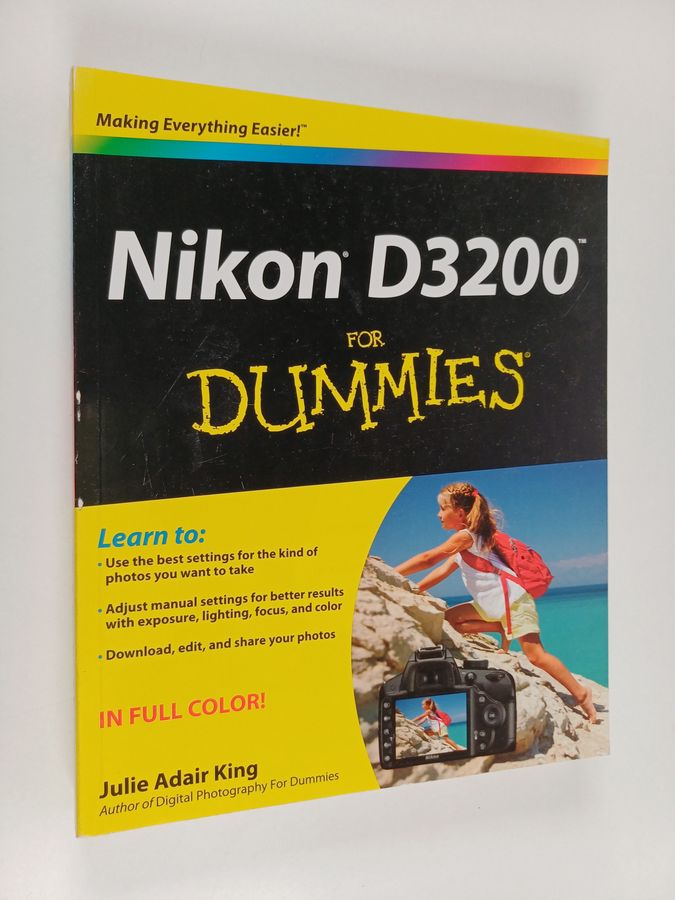 Making Everything Easier!™
Nikon® D3200™
FOR
DUMMIES®
Learn to:
• Use the best settings for the kind of
photos you want to take
• Adjust manual settings for better results
with exposure, lighting, focus, and color
• Download, edit, and share your photos
IN FULL COLOR!
Julie Adair King
Author of Digital Photography For Dummies
NIKON